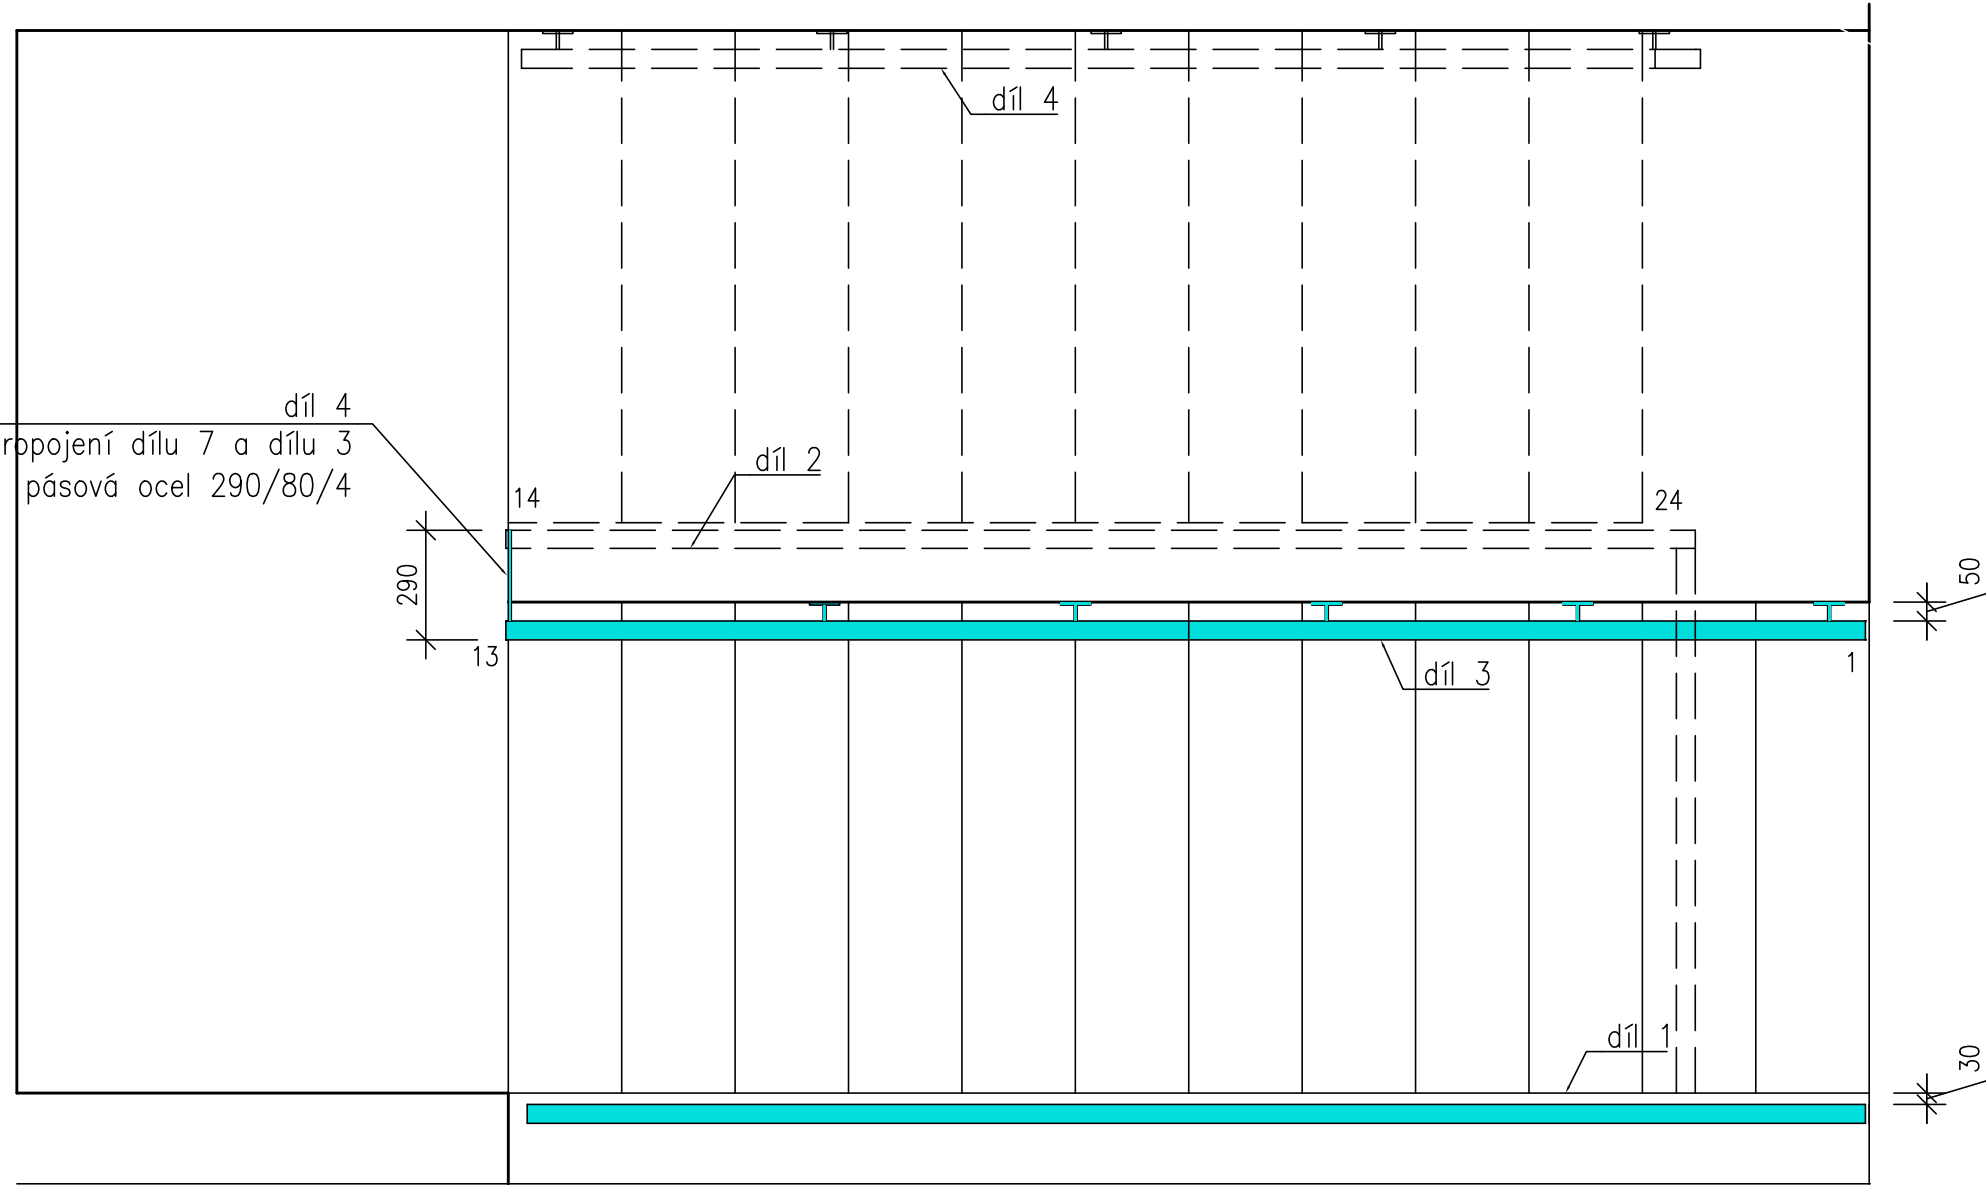 díl 4
díl 4
ropojení dílu 7 a dílu 3
pásová ocel 290/80/4
díl 2
14
24
290
50
13
1
díl 3
díl 1
30